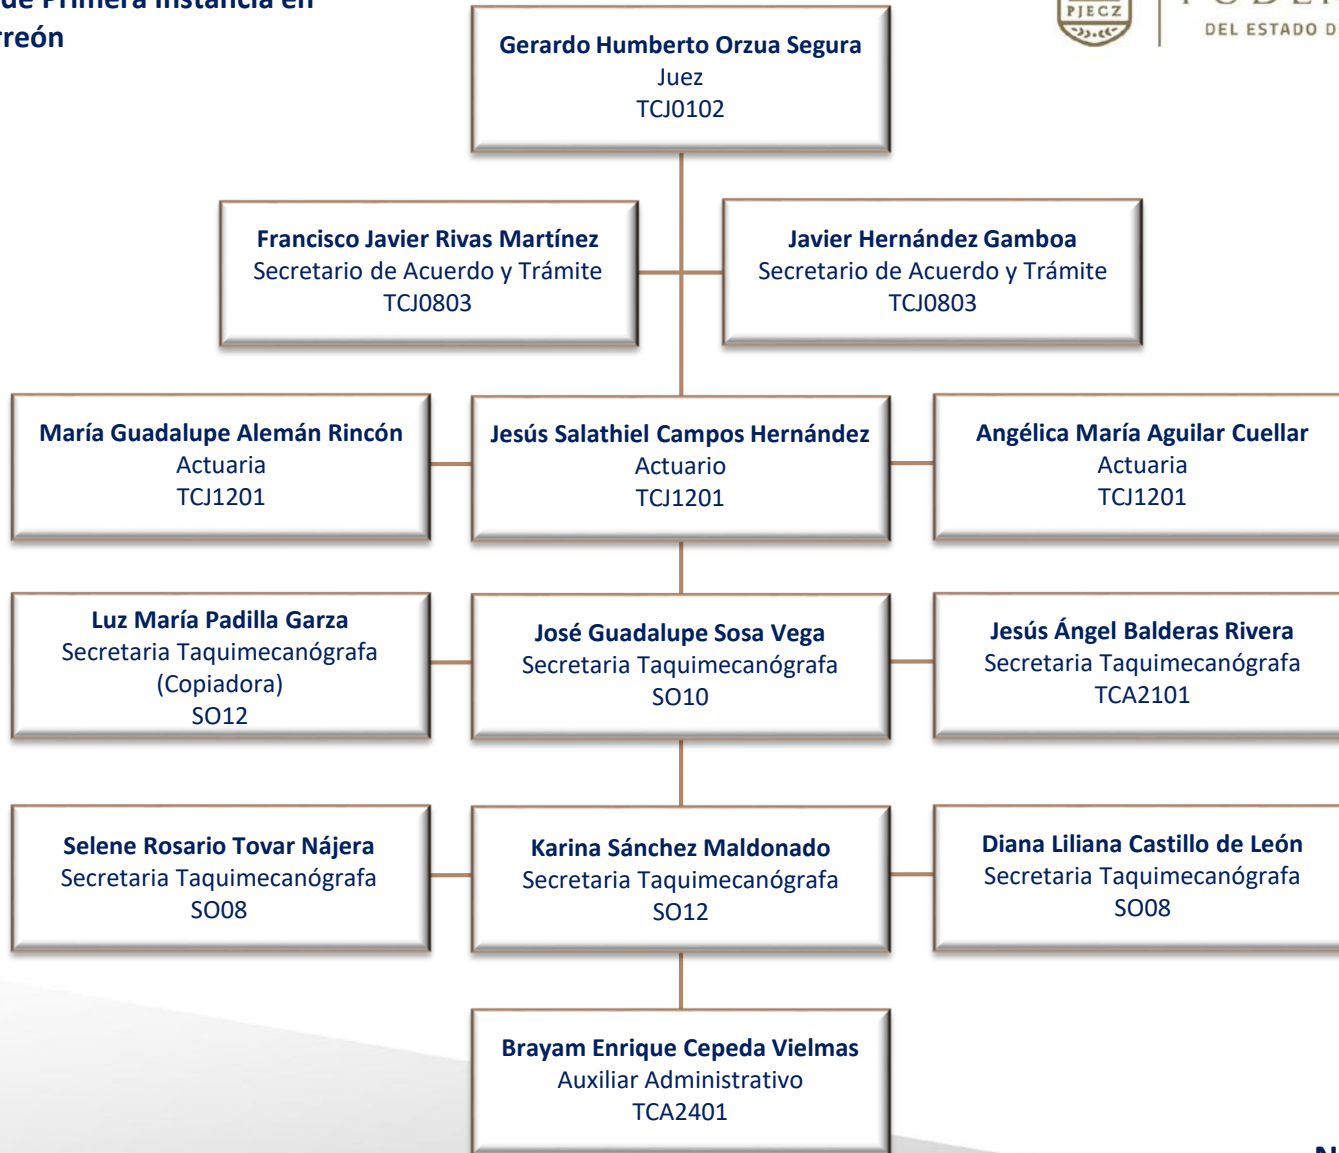 de Primera Instancia en
rreón
PJECZ
PODER
DEL ESTADO D
Gerardo Humberto Orzua Segura
Juez
TCJ0102
Francisco Javier Rivas Martínez
Secretario de Acuerdo y Trámite
TCJ0803
Javier Hernández Gamboa
Secretario de Acuerdo y Trámite
TCJ0803
María Guadalupe Alemán Rincón
Actuaria
TCJ1201
Jesús Salathiel Campos Hernández
Actuario
TCJ1201
Angélica María Aguilar Cuellar
Actuaria
TCJ1201
Luz María Padilla Garza
Secretaria Taquimecanógrafa
(Copiadora)
SO12
José Guadalupe Sosa Vega
Secretaria Taquimecanógrafa
SO10
Jesús Ángel Balderas Rivera
Secretaria Taquimecanógrafa
TCA2101
Selene Rosario Tovar Nájera
Secretaria Taquimecanógrafa
SO08
Karina Sánchez Maldonado
Secretaria Taquimecanógrafa
SO12
Diana Liliana Castillo de León
Secretaria Taquimecanógrafa
SO08
Brayam Enrique Cepeda Vielmas
Auxiliar Administrativo
TCA2401